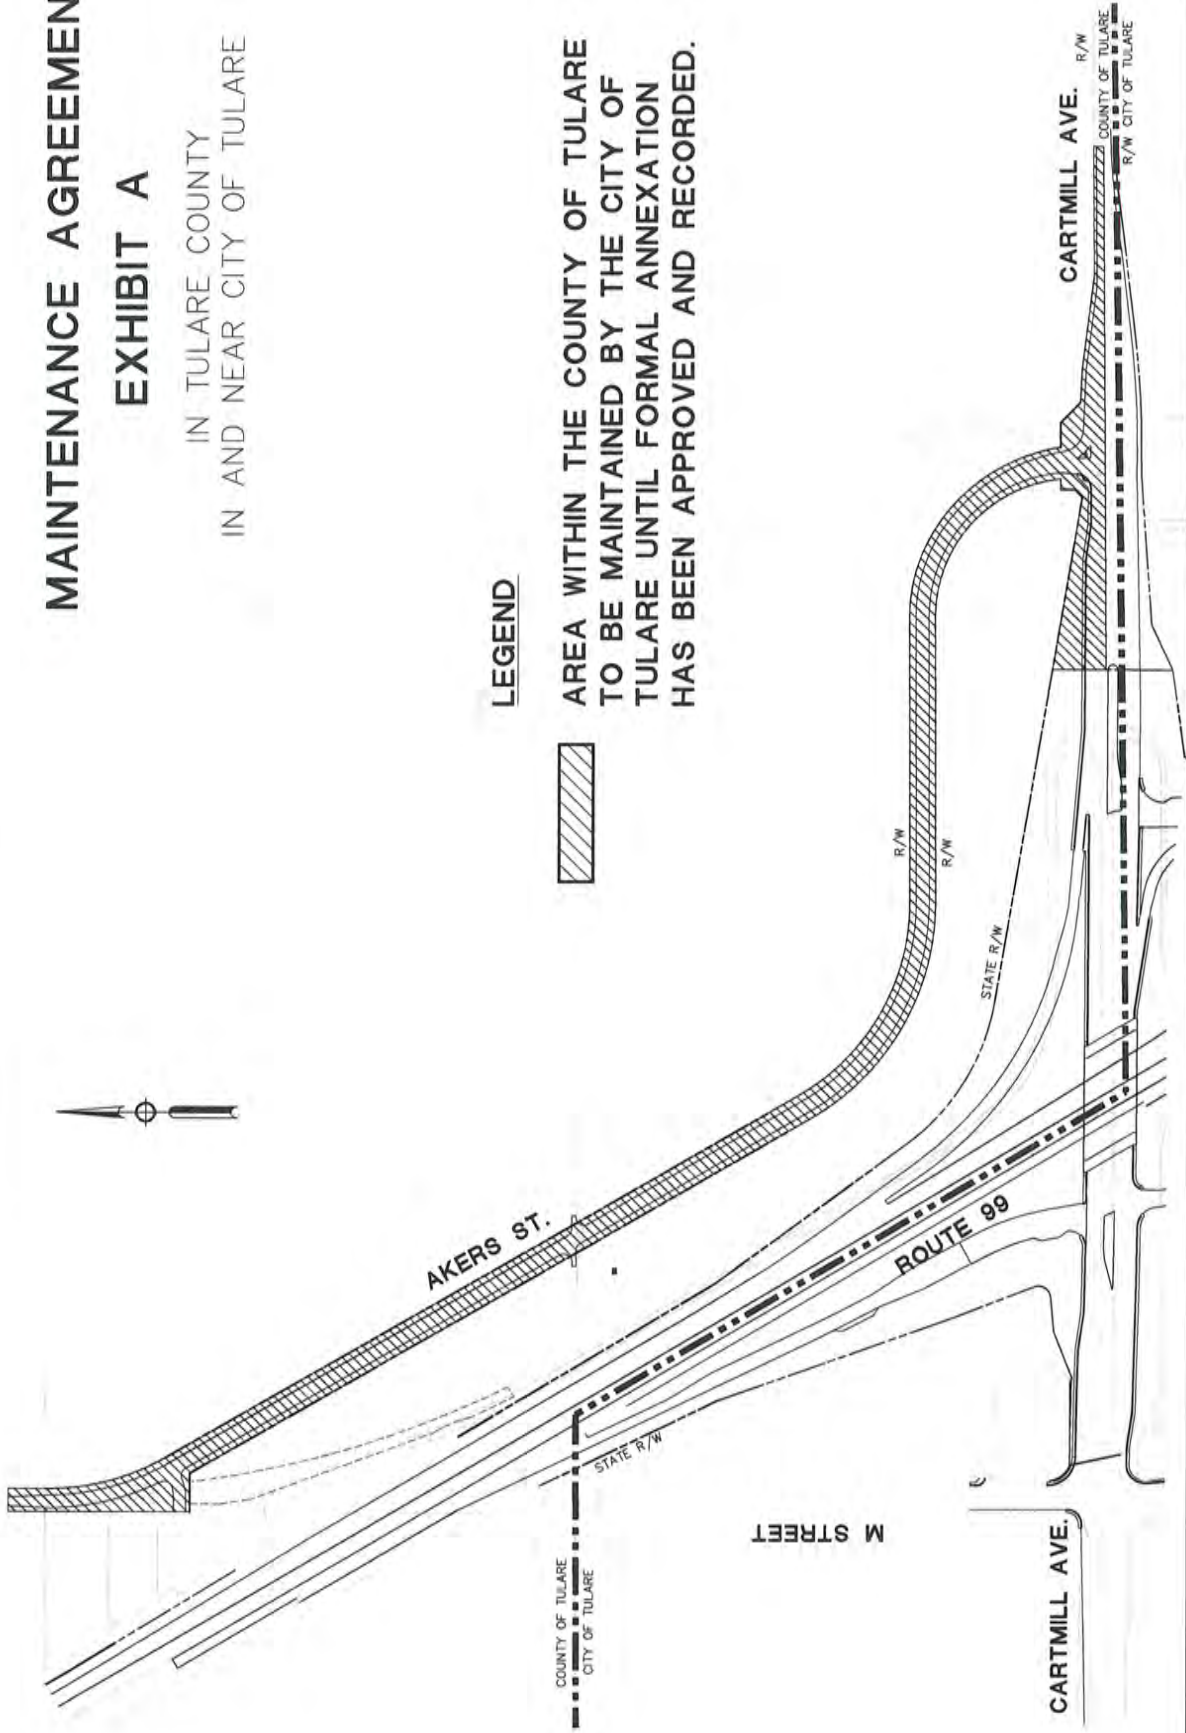 MAINTENANCE AGREEMEN
EXHIBIT A
IN TULARE COUNTY
IN AND NEAR CITY OF TULARE
LEGEND
AREA WITHIN THE COUNTY OF TULARE
TO BE MAINTAINED BY THE CITY OF
TULARE UNTIL FORMAL ANNEXATION
HAS BEEN APPROVED AND RECORDED.
AKERS ST.
R/W
R/W
STATE R/W
ROUTE 99
STATE R/W
COUNTY OF TULARE
CITY OF TULARE
M STREET
CARTMILL AVE.
CARTMILL AVE.
R/W
COUNTY OF TULARE
R/W CITY OF TULARE